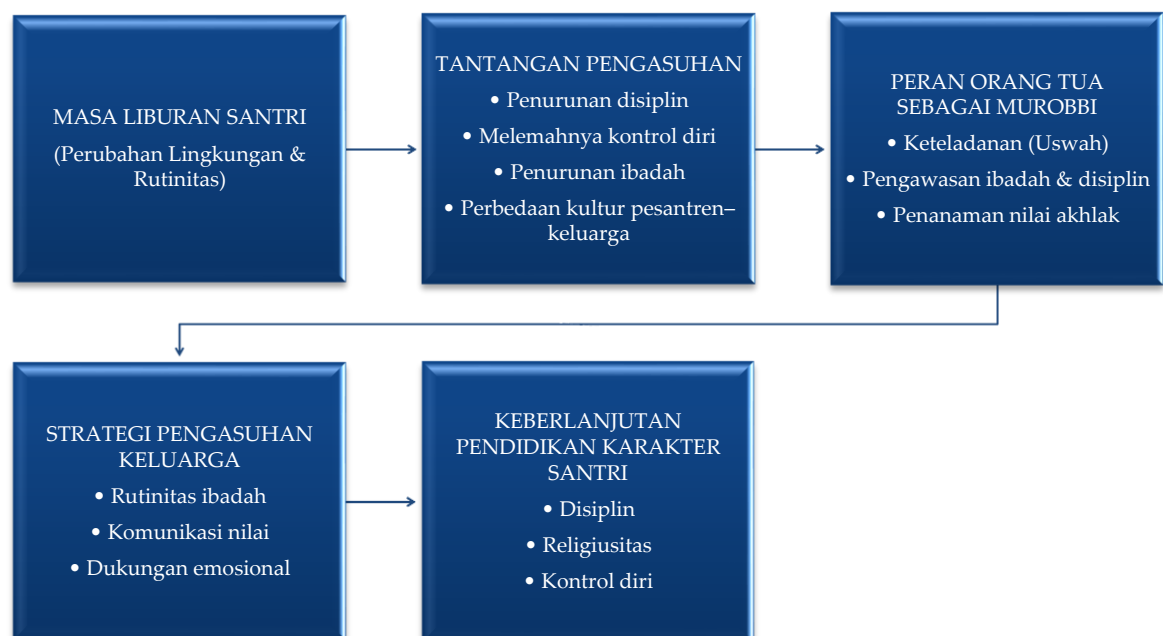 MASA LIBURAN SANTRI
(Perubahan Lingkungan &
Rutinitas)
TANTANGAN PENGASUHAN
• Penurunan disiplin
• Melemahnya kontrol diri
• Penurunan ibadah
• Perbedaan kultur pesantren–
keluarga
PERAN ORANG TUA
SEBAGAI MUROBBI
• Keteladanan (Uswah)
• Pengawasan ibadah & disiplin
• Penanaman nilai akhlak
STRATEGI PENGASUHAN
KELUARGA
• Rutinitas ibadah
• Komunikasi nilai
• Dukungan emosional
KEBERLANJUTAN
PENDIDIKAN KARAKTER
SANTRI
• Disiplin
• Religiusitas
• Kontrol diri